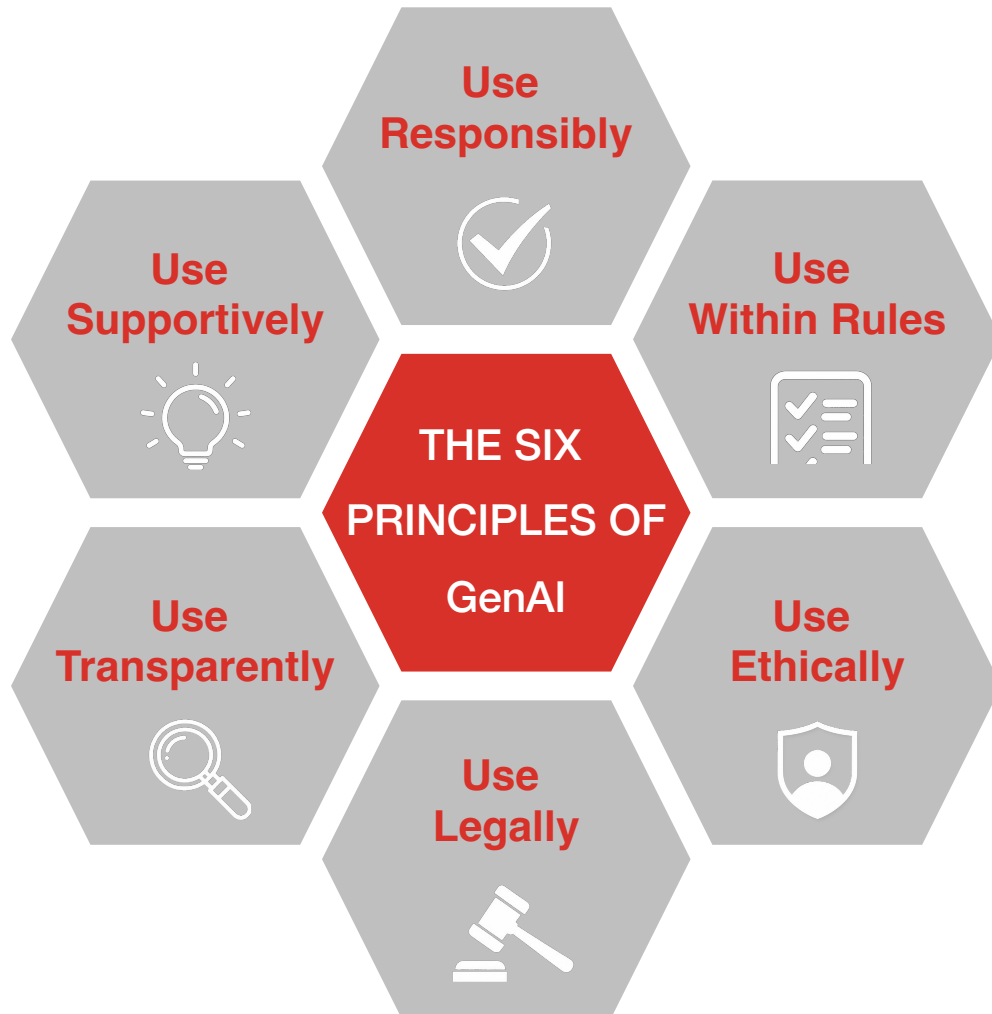 Use
Responsibly
Use
Supportively
Use
Within Rules
THE SIX
PRINCIPLES OF
GenAI
Use
Transparently
Use
Ethically
Use
Legally